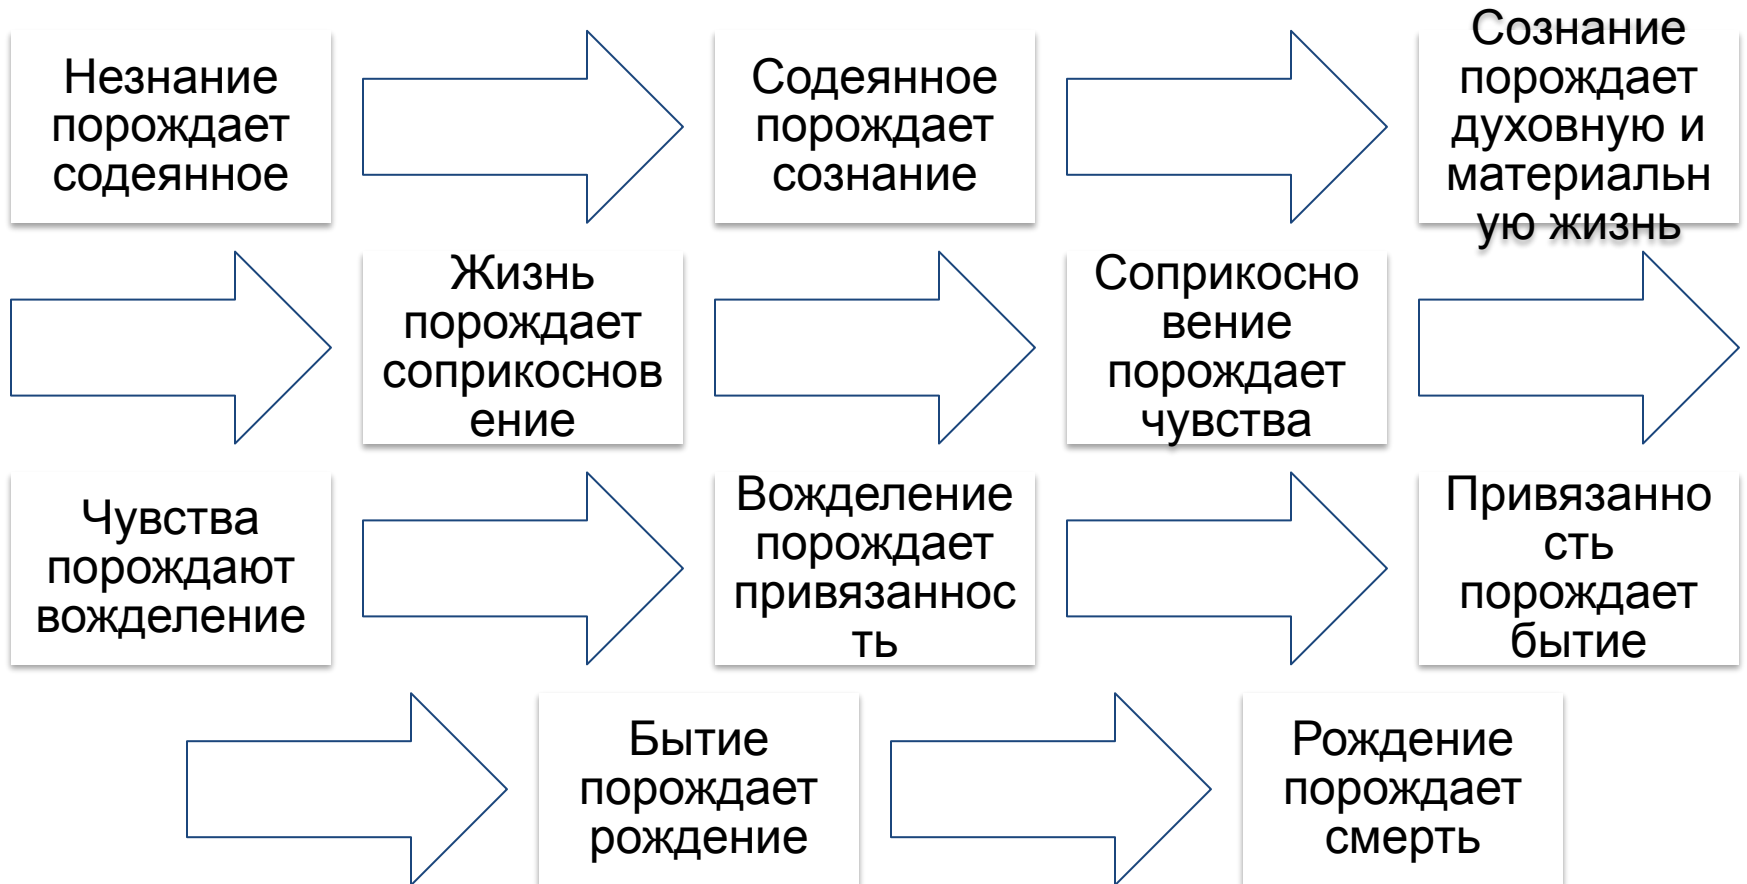 Незнание
порождает
содеянное
Содеянное
порождает
сознание
Сознание
порождает
духовную и
материальн
ую жизнь
Жизнь
порождает
соприкоснов
ение
Соприкосно
вение
порождает
чувства
Чувства
порождают
вожделение
Вожделение
порождает
привязаннос
ть
Привязанно
сть
порождает
бытие
Бытие
порождает
рождение
Рождение
порождает
смерть